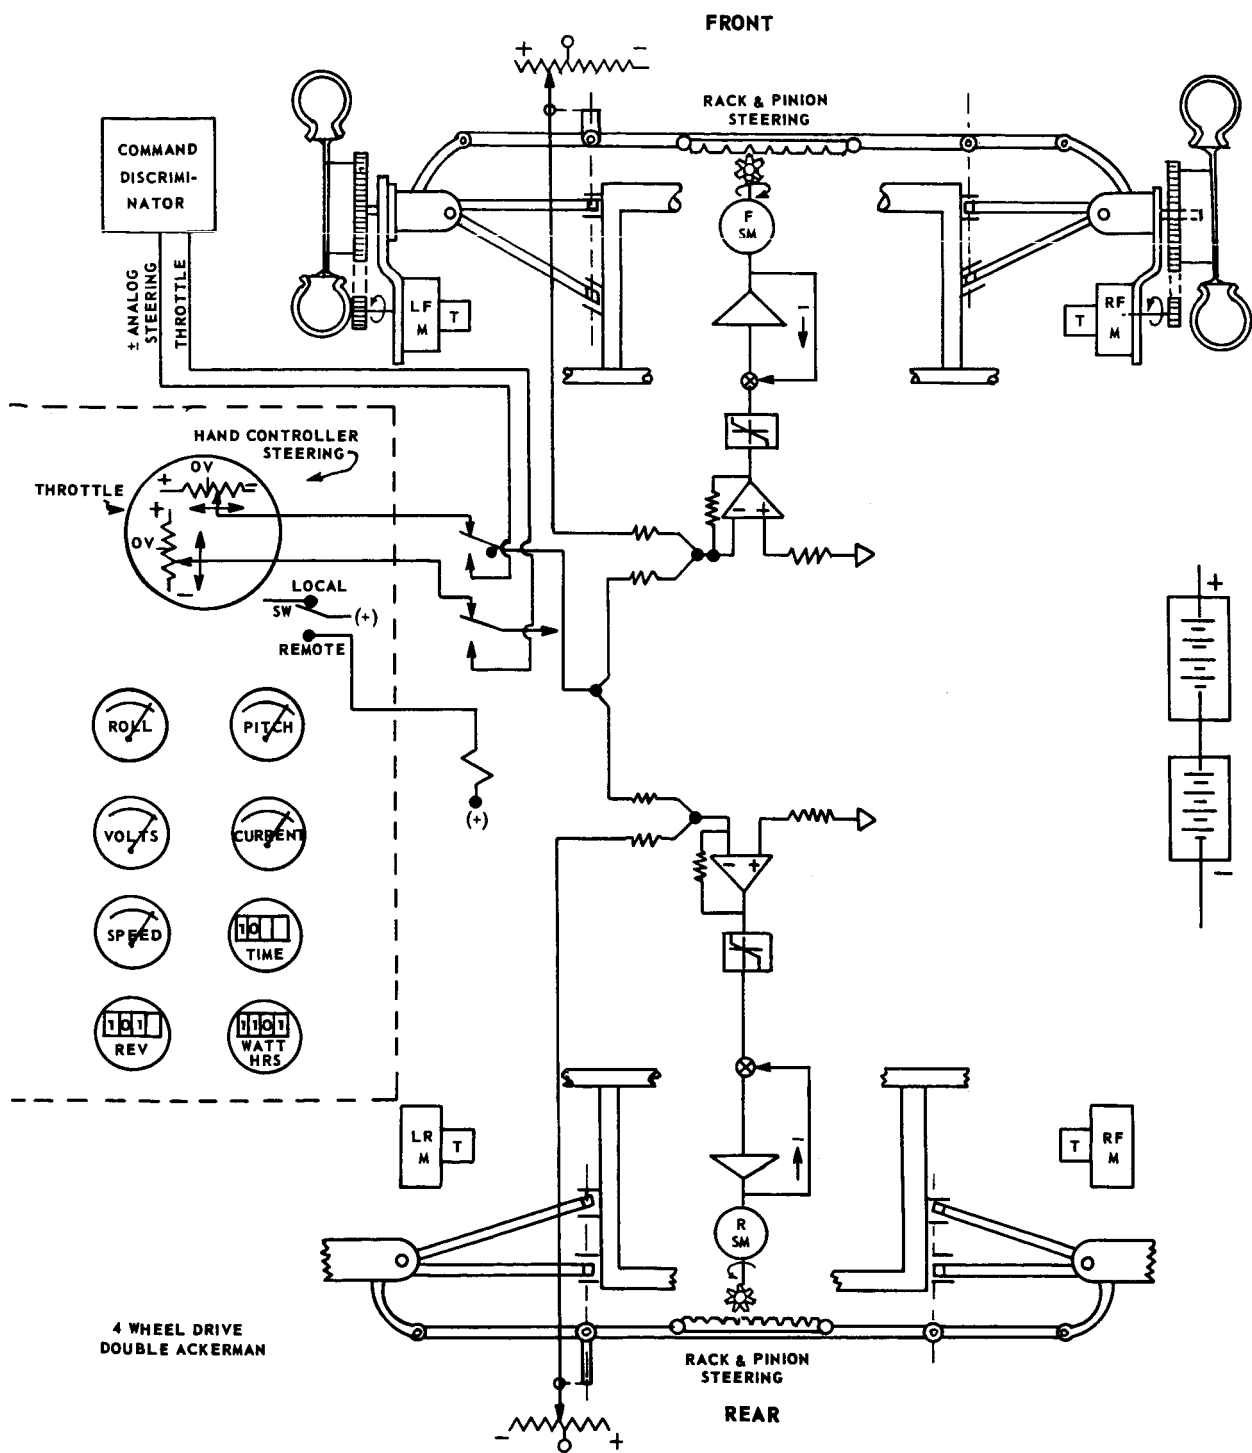 FRONT
+ −
RACK & PINION
STEERING
COMMAND
DISCRIMI-
NATOR
± ANALOG
STEERING
THROTTLE
F
SM
LF
M
T
T
RF
M
−
HAND CONTROLLER
STEERING
THROTTLE
+ OV −
+
OV
−
LOCAL
SW
(+)
REMOTE
− +
+
−
ROLL
PITCH
(+)
VOLTS
CURRENT
− +
SPEED
10
TIME
101
REV
1101
WATT
HRS
LR
M
T
−
T
RF
M
R
SM
4 WHEEL DRIVE
DOUBLE ACKERMAN
RACK & PINION
STEERING
REAR
− +